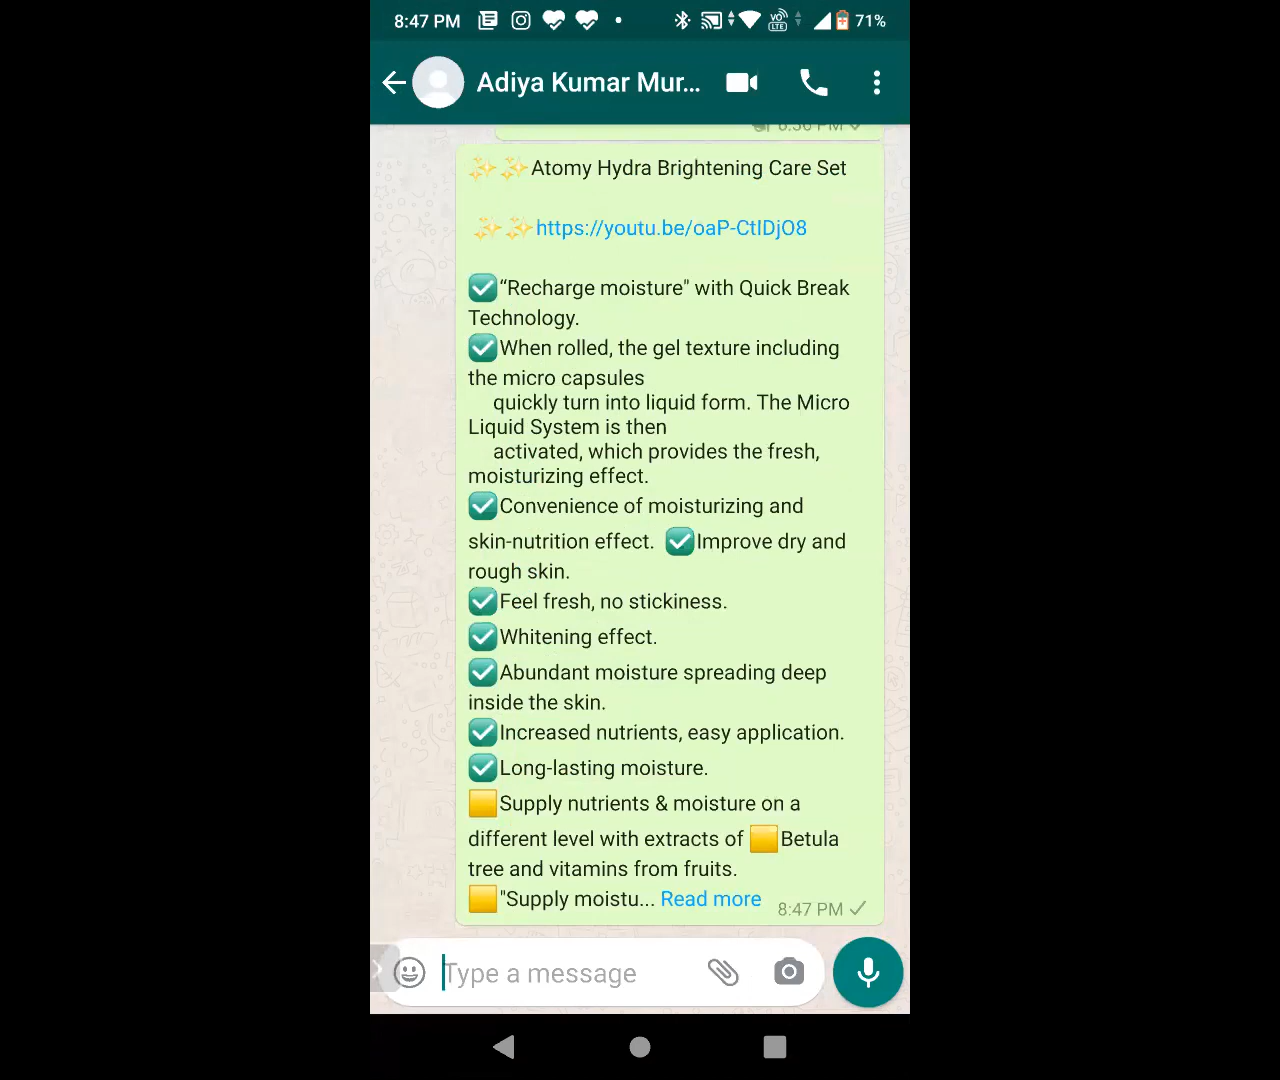 8:47 PM VO LTE 71%
Adiya Kumar Mur...
8:36 PM
✨✨Atomy Hydra Brightening Care Set
✨✨https://youtu.be/oaP-CtIDjO8
✅“Recharge moisture" with Quick Break
Technology.
✅When rolled, the gel texture including
the micro capsules
quickly turn into liquid form. The Micro
Liquid System is then
activated, which provides the fresh,
moisturizing effect.
✅Convenience of moisturizing and
skin-nutrition effect. ✅Improve dry and
rough skin.
✅Feel fresh, no stickiness.
✅Whitening effect.
✅Abundant moisture spreading deep
inside the skin.
✅Increased nutrients, easy application.
✅Long-lasting moisture.
🟨Supply nutrients & moisture on a
different level with extracts of 🟨Betula
tree and vitamins from fruits.
🟨"Supply moistu... Read more
8:47 PM
Type a message